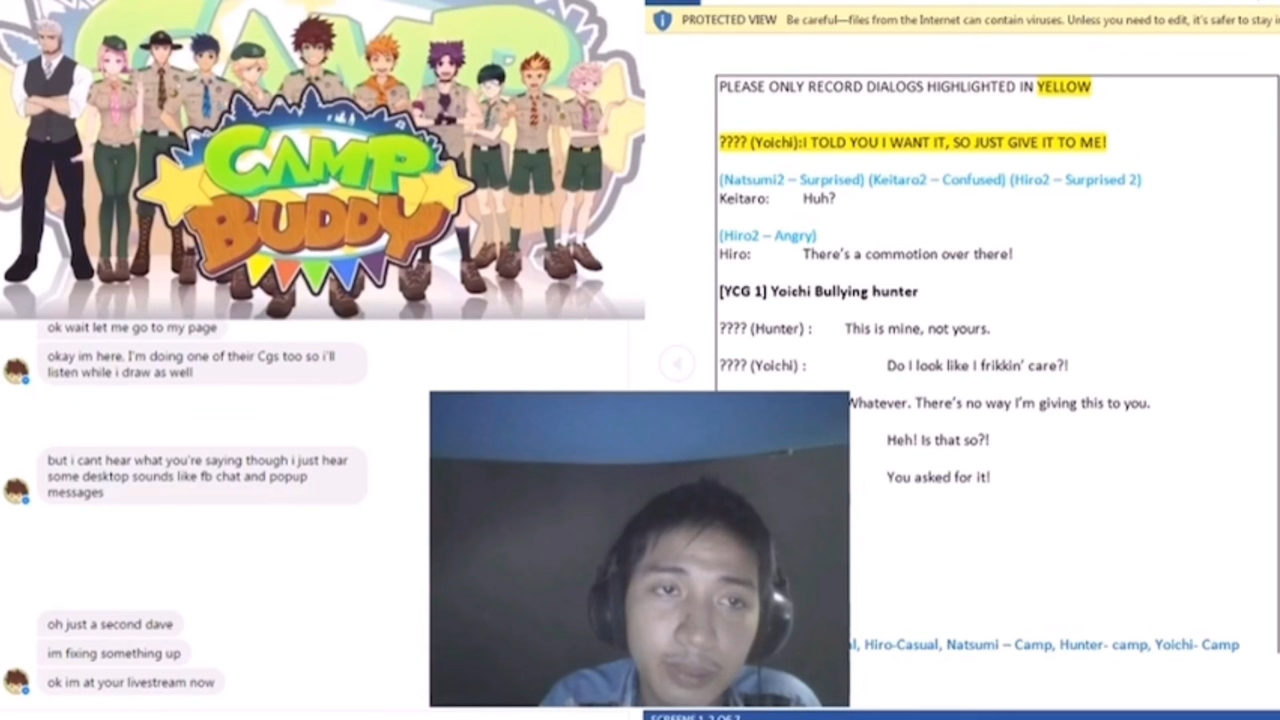 CAMP
BUDDY
ok wait let me go to my page
okay im here. I'm doing one of their Cgs too so i'll
listen while i draw as well
but i cant hear what you're saying though i just hear
some desktop sounds like fb chat and popup
messages
oh just a second dave
im fixing something up
ok im at your livestream now
PROTECTED VIEW Be careful—files from the Internet can contain viruses. Unless you need to edit, it's safer to stay
PLEASE ONLY RECORD DIALOGS HIGHLIGHTED IN YELLOW
???? (Yoichi):I TOLD YOU I WANT IT, SO JUST GIVE IT TO ME!
(Natsumi2 – Surprised) (Keitaro2 – Confused) (Hiro2 – Surprised 2)
Keitaro: Huh?
(Hiro2 – Angry)
Hiro: There's a commotion over there!
[YCG 1] Yoichi Bullying hunter
???? (Hunter) : This is mine, not yours.
???? (Yoichi) : Do I look like I frikkin' care?!
Whatever. There's no way I'm giving this to you.
Heh! Is that so?!
You asked for it!
Hiro-Casual, Natsumi – Camp, Hunter- camp, Yoichi- Camp